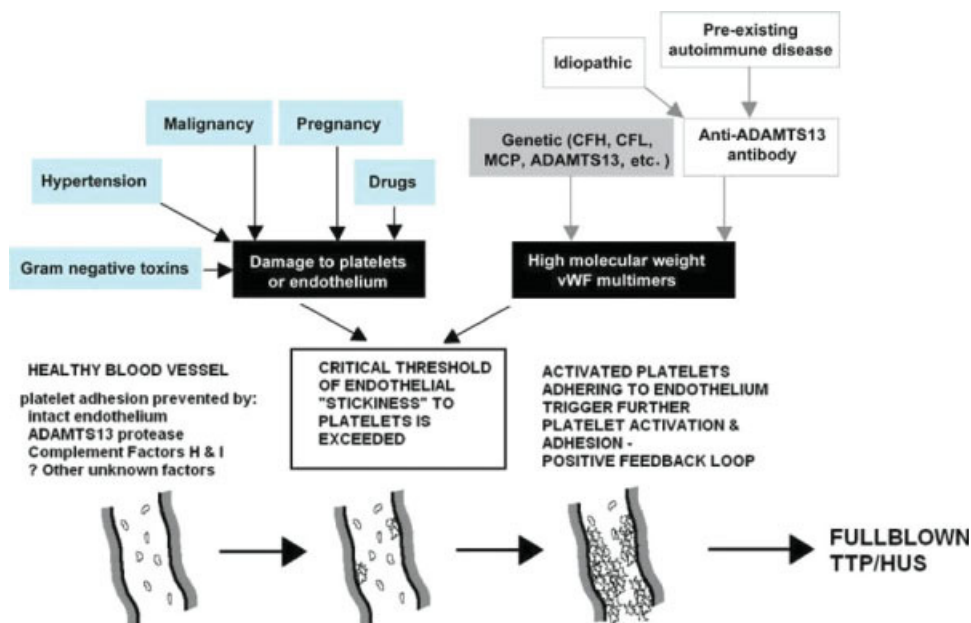 Pre-existing
autoimmune disease
Idiopathic
Malignancy
Pregnancy
Genetic (CFH, CFL,
MCP, ADAMTS13, etc. )
Anti-ADAMTS13
antibody
Hypertension
Drugs
Gram negative toxins
Damage to platelets
or endothelium
High molecular weight
vWF multimers
HEALTHY BLOOD VESSEL
platelet adhesion prevented by:
intact endothelium
ADAMTS13 protease
Complement Factors H & I
? Other unknown factors
CRITICAL THRESHOLD
OF ENDOTHELIAL
"STICKINESS" TO
PLATELETS IS
EXCEEDED
ACTIVATED PLATELETS
ADHERING TO ENDOTHELIUM
TRIGGER FURTHER
PLATELET ACTIVATION &
ADHESION -
POSITIVE FEEDBACK LOOP
FULLBLOWN
TTP/HUS